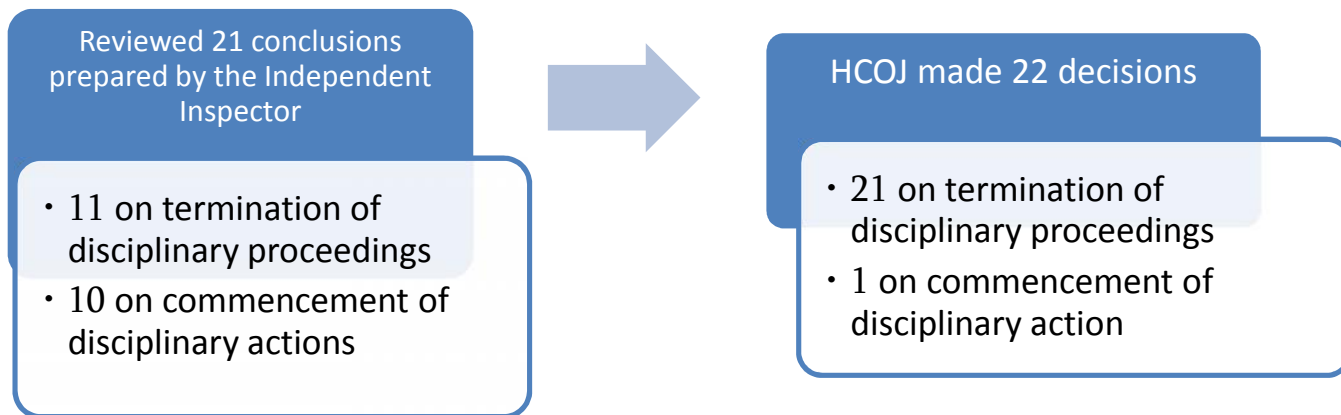 Reviewed 21 conclusions
prepared by the Independent
Inspector
· 11 on termination of
disciplinary proceedings
· 10 on commencement of
disciplinary actions
HCOJ made 22 decisions
· 21 on termination of
disciplinary proceedings
· 1 on commencement of
disciplinary action